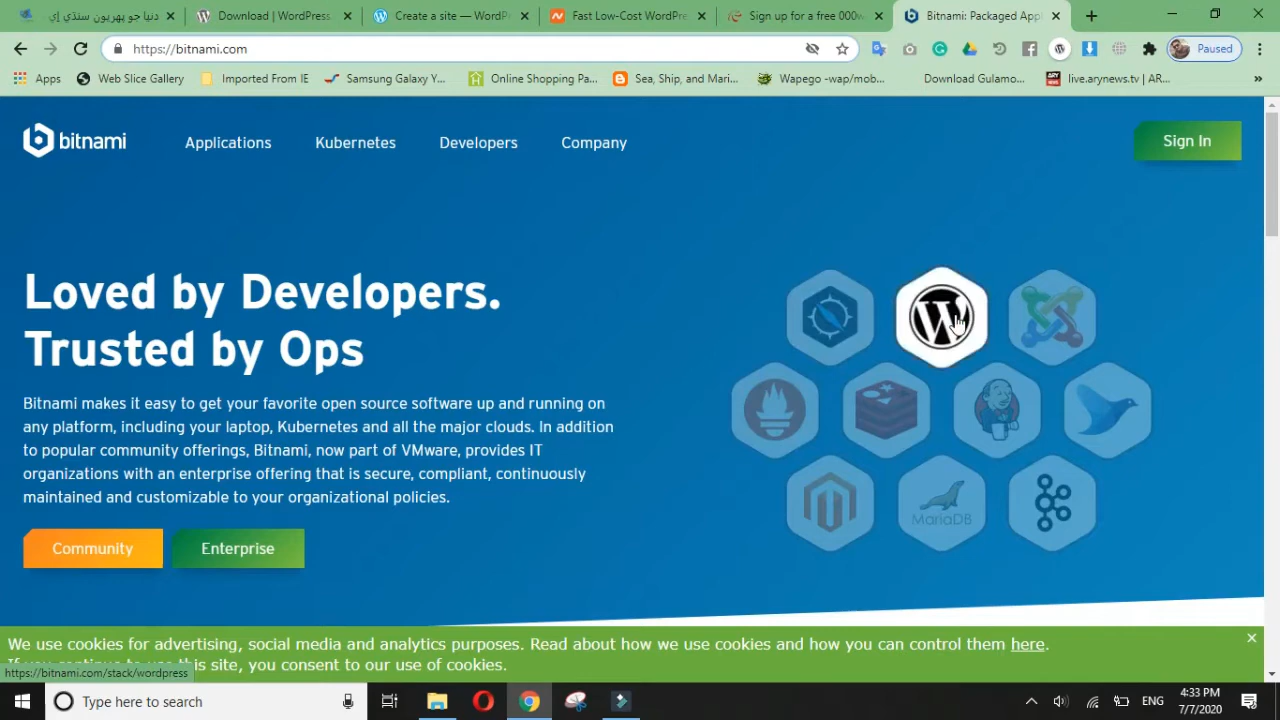 دنيا جو پهريون سنڌي اي
Download | WordPress.
Create a site — WordP
Fast Low-Cost WordPre
Sign up for a free 000w
Bitnami: Packaged Appl
https://bitnami.com
Paused
Apps
Web Slice Gallery
Imported From IE
Samsung Galaxy Y...
Online Shopping Pa...
Sea, Ship, and Mari...
Wapego -wap/mob...
Download Gulamo...
live.arynews.tv | AR...
bitnami
Applications
Kubernetes
Developers
Company
Sign In
Loved by Developers.
Trusted by Ops
Bitnami makes it easy to get your favorite open source software up and running on
any platform, including your laptop, Kubernetes and all the major clouds. In addition
to popular community offerings, Bitnami, now part of VMware, provides IT
organizations with an enterprise offering that is secure, compliant, continuously
maintained and customizable to your organizational policies.
MariaDB
Community
Enterprise
We use cookies for advertising, social media and analytics purposes. Read about how we use cookies and how you can control them here.
If you continue to use this site, you consent to our use of cookies.
https://bitnami.com/stack/wordpress
Type here to search
ENG
4:33 PM
7/7/2020